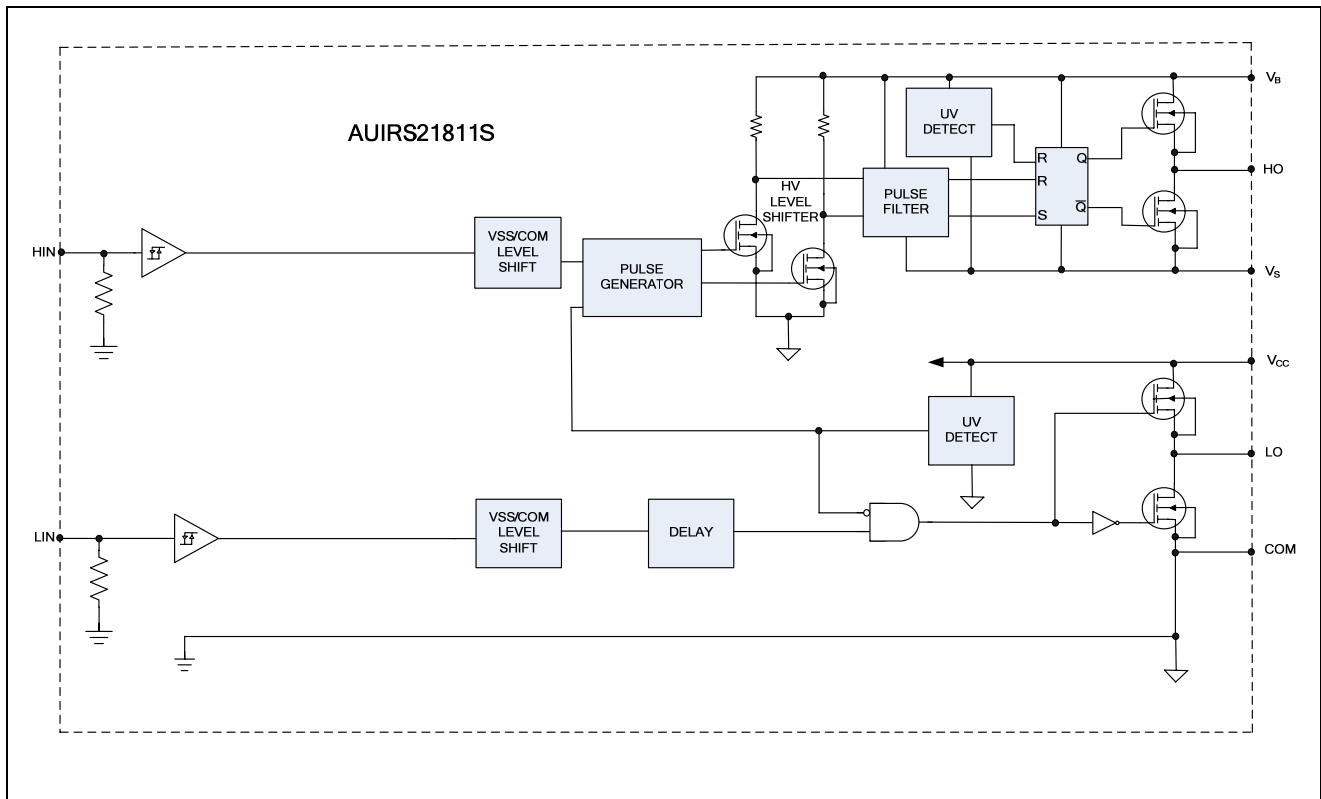 AUIRS21811S
VB
UV
DETECT
R
Q
R
S
Q̅
HO
HV
LEVEL
SHIFTER
PULSE
FILTER
HIN
VSS/COM
LEVEL
SHIFT
PULSE
GENERATOR
VS
VCC
UV
DETECT
LO
LIN
VSS/COM
LEVEL
SHIFT
DELAY
COM